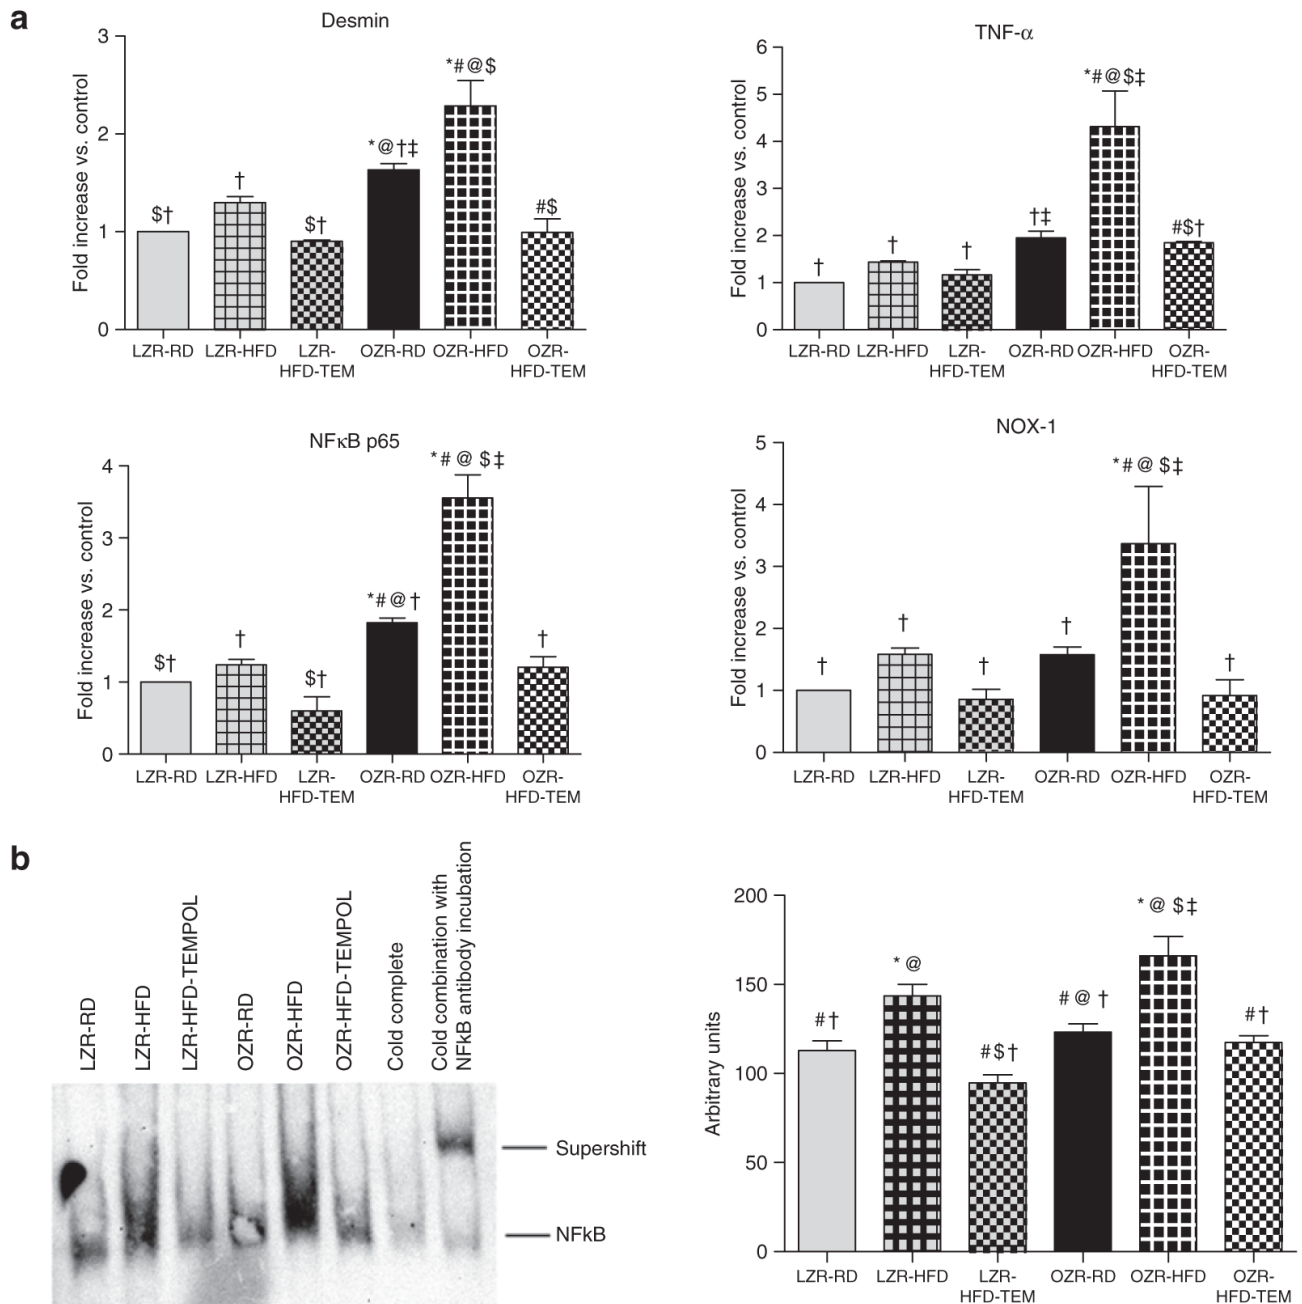 a
Desmin
Fold increase vs. control
3
2
1
0
$†
†
$†
*@†‡
*#@$
#$
LZR-RD
LZR-HFD
LZR-
HFD-TEM
OZR-RD
OZR-HFD
OZR-
HFD-TEM
TNF-α
Fold increase vs. control
6
5
4
3
2
1
0
†
†
†
†‡
*#@$‡
#$†
LZR-RD
LZR-HFD
LZR-
HFD-TEM
OZR-RD
OZR-HFD
OZR-
HFD-TEM
NFκB p65
Fold increase vs. control
4
3
2
1
0
$†
†
$†
*#@†
*#@$‡
†
LZR-RD
LZR-HFD
LZR-
HFD-TEM
OZR-RD
OZR-HFD
OZR-
HFD-TEM
NOX-1
Fold increase vs. control
5
4
3
2
1
0
†
†
†
†
*#@$‡
†
LZR-RD
LZR-HFD
LZR-
HFD-TEM
OZR-RD
OZR-HFD
OZR-
HFD-TEM
b
LZR-RD
LZR-HFD
LZR-HFD-TEMPOL
OZR-RD
OZR-HFD
OZR-HFD-TEMPOL
Cold complete
Cold combination with
NFkB antibody incubation
Supershift
NFkB
Arbitrary units
200
150
100
50
0
#†
*@
#$†
#@†
*@$‡
#†
LZR-RD
LZR-HFD
LZR-
HFD-TEM
OZR-RD
OZR-HFD
OZR-
HFD-TEM